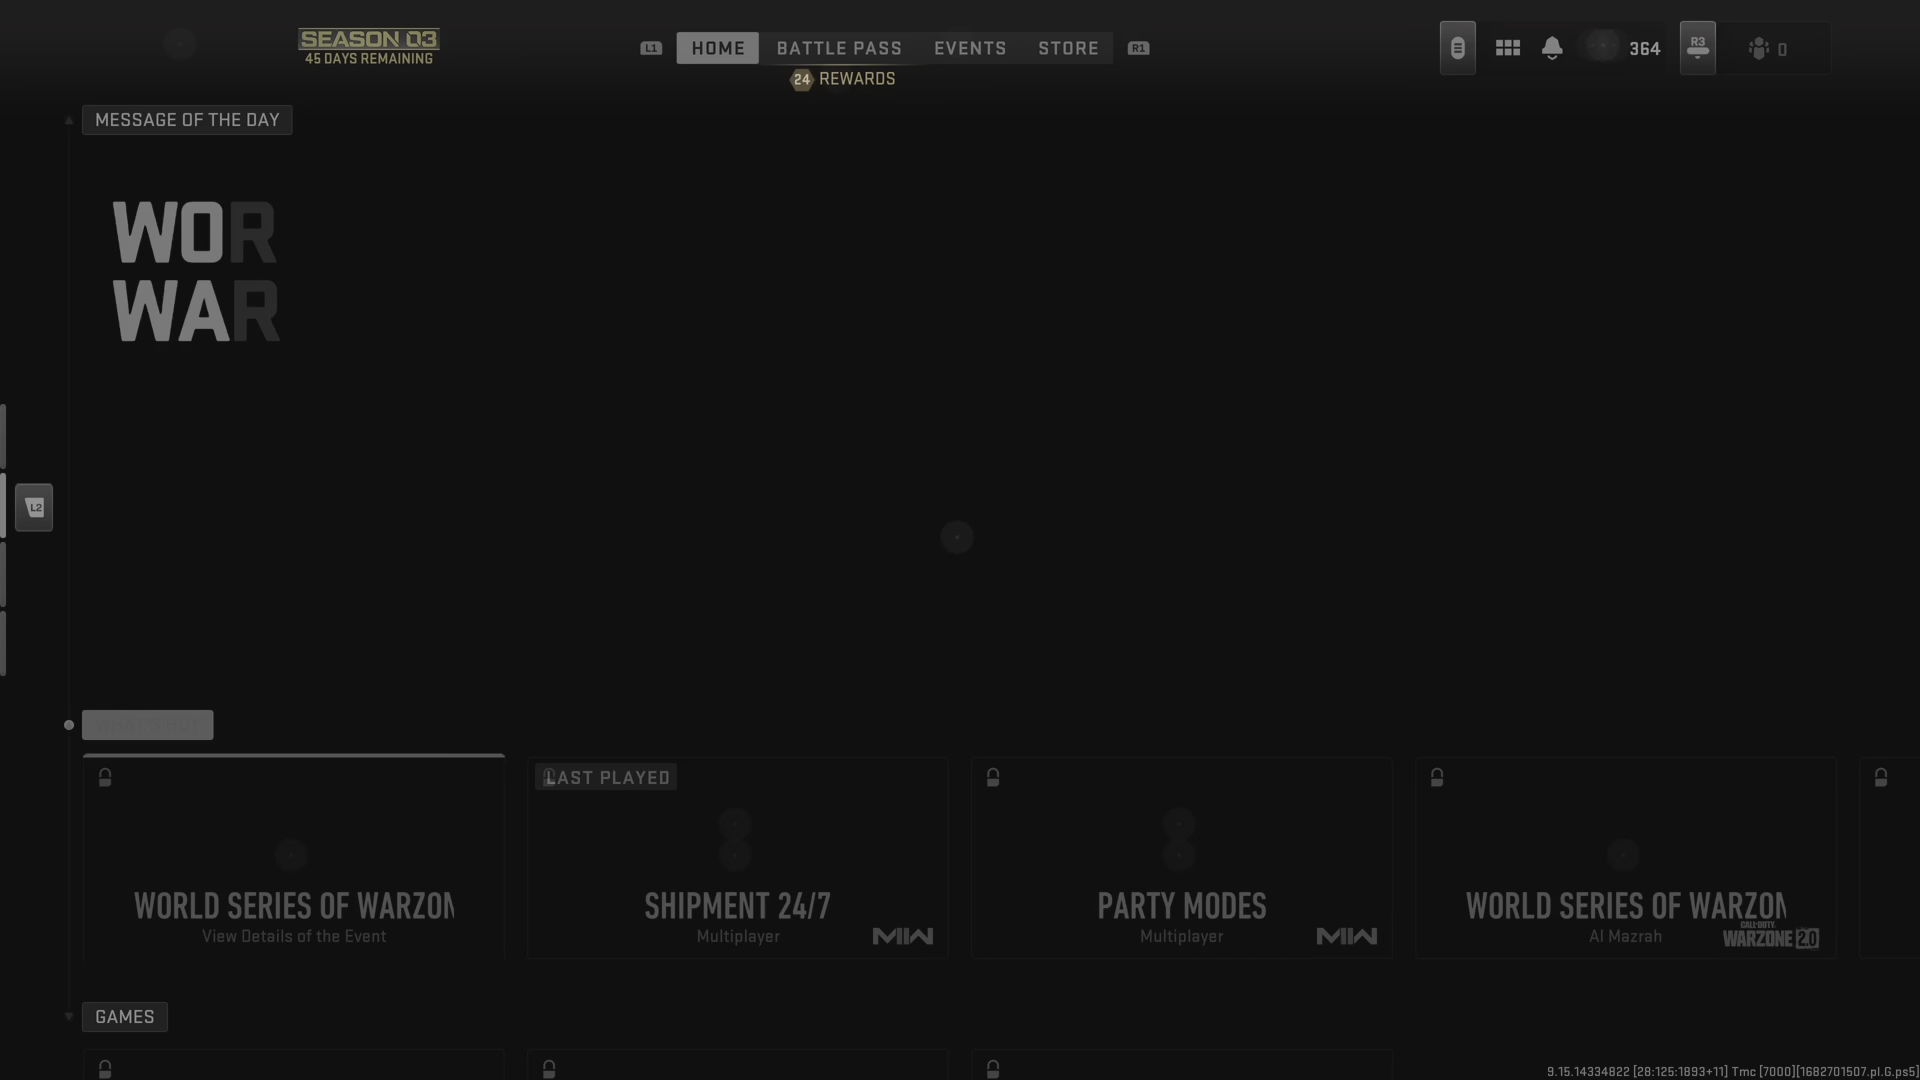 SEASON 03
45 DAYS REMAINING
L1
HOME
BATTLE PASS
EVENTS
STORE
R1
24 REWARDS
364
R3
0
MESSAGE OF THE DAY
WOR
WAR
L2
LAST PLAYED
WORLD SERIES OF WARZON
View Details of the Event
SHIPMENT 24/7
Multiplayer
MW
PARTY MODES
Multiplayer
MW
WORLD SERIES OF WARZON
Al Mazrah
CALL OF DUTY
WARZONE 2.0
GAMES
9.15.14334822 [28:125:1893+11] Tmc [7000][1682701507.pl.G.ps5]